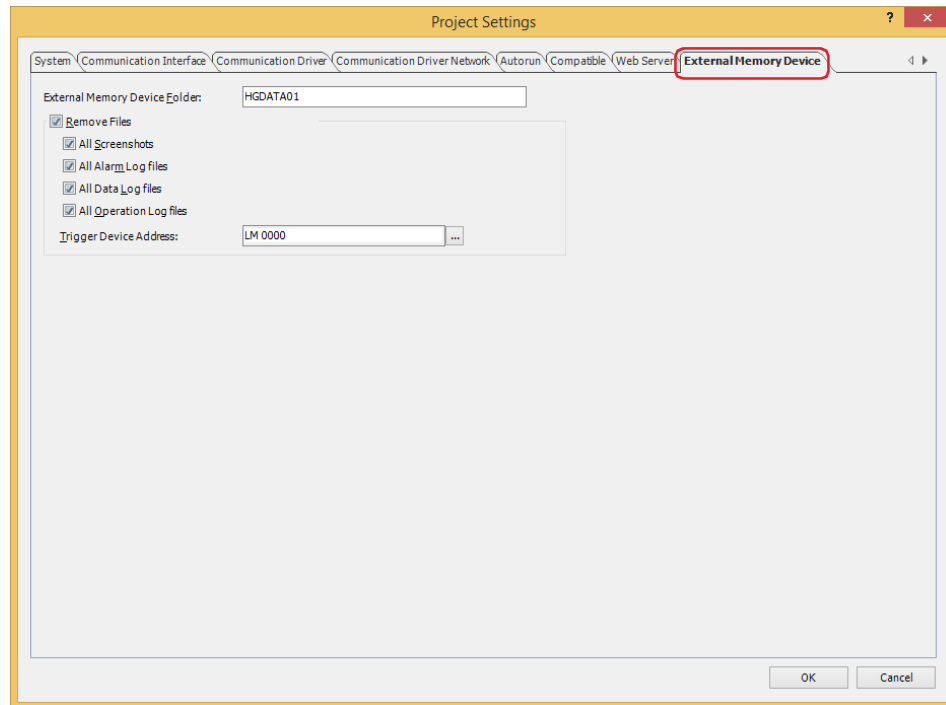 Project Settings
?
System Communication Interface Communication Driver Communication Driver Network Autorun Compatible Web Server External Memory Device
External Memory Device Folder: HGDATA01
Remove Files
All Screenshots
All Alarm Log files
All Data Log files
All Operation Log files
Trigger Device Address: LM 0000 ...
OK Cancel